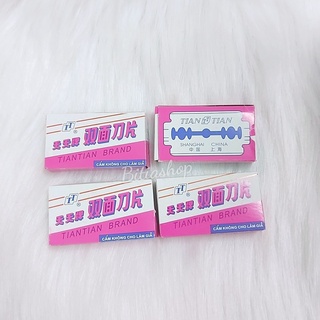 天天牌 双面刀片
TIANTIAN BRAND
CẤM KHÔNG CHO LÀM GIẢ
TIAN TIAN
SHANGHAI CHINA
中国 上海
天天牌 双面刀片
TIANTIAN BRAND
CẤM KHÔNG CHO LÀM GIẢ
天天牌 双面刀片
TIANTIAN BRAND
CẤM KHÔNG CHO LÀM GIẢ
Bitiashop